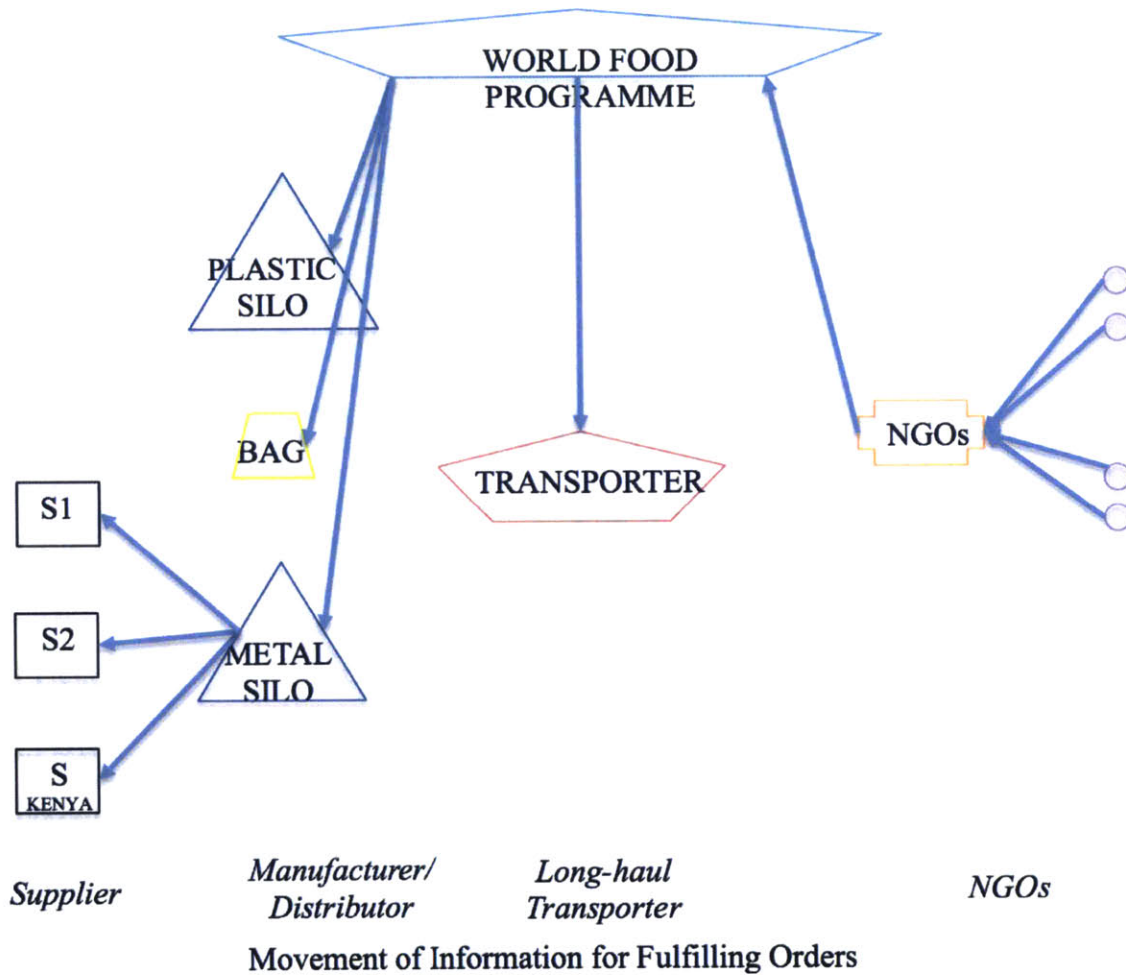 WORLD FOOD
PROGRAMME
PLASTIC
SILO
BAG
NGOs
TRANSPORTER
S1
S2
METAL
SILO
S
KENYA
Supplier
Manufacturer/
Distributor
Long-haul
Transporter
NGOs
Movement of Information for Fulfilling Orders